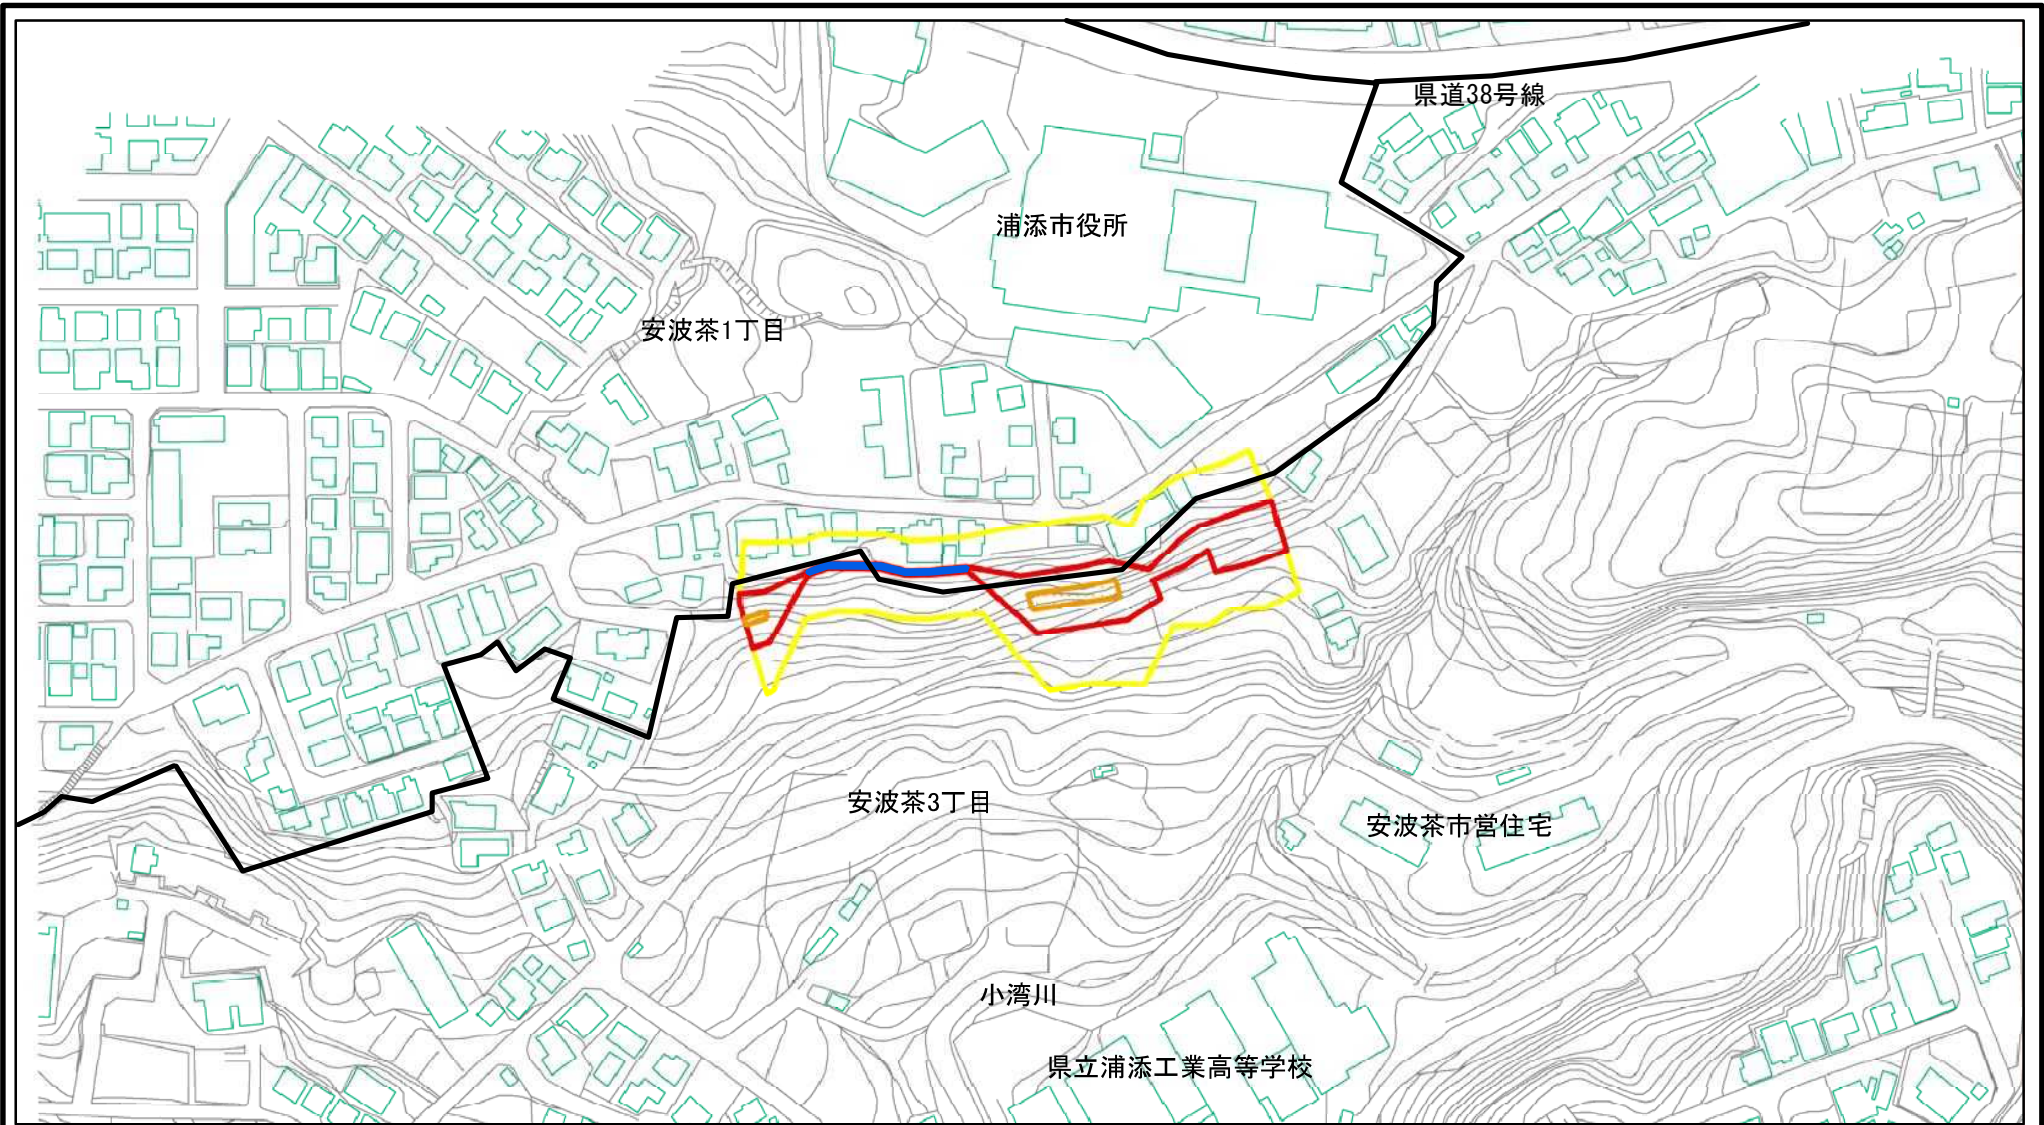 県道38号線
浦添市役所
安波茶1丁目
安波茶3丁目
安波茶市営住宅
小湾川
県立浦添工業高等学校